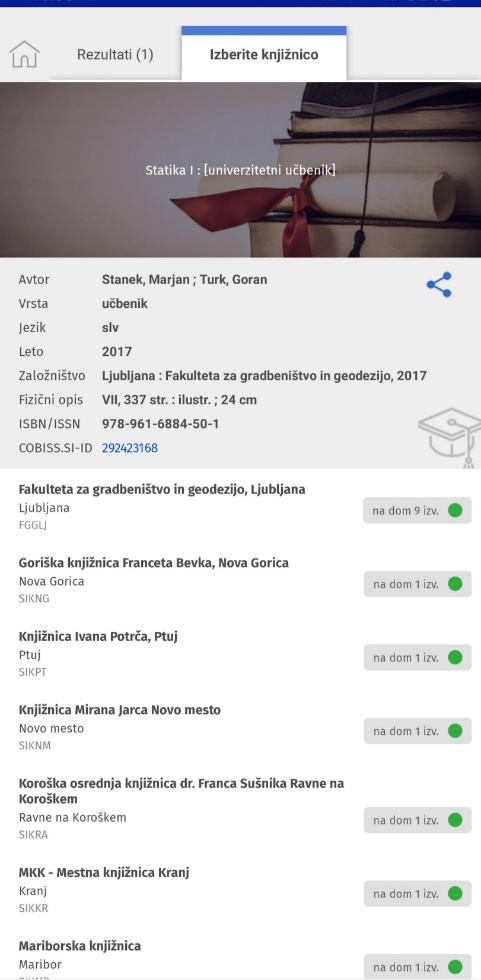 Rezultati (1)
Izberite knjižnico
Statika I : [univerzitetni učbenik]
Avtor Stanek, Marjan ; Turk, Goran
Vrsta učbenik
Jezik slv
Leto 2017
Založništvo Ljubljana : Fakulteta za gradbeništvo in geodezijo, 2017
Fizični opis VII, 337 str. : ilustr. ; 24 cm
ISBN/ISSN 978-961-6884-50-1
COBISS.SI-ID 292423168
Fakulteta za gradbeništvo in geodezijo, Ljubljana
Ljubljana
FGGLJ
na dom 9 izv.
Goriška knjižnica Franceta Bevka, Nova Gorica
Nova Gorica
SIKNG
na dom 1 izv.
Knjižnica Ivana Potrča, Ptuj
Ptuj
SIKPT
na dom 1 izv.
Knjižnica Mirana Jarca Novo mesto
Novo mesto
SIKNM
na dom 1 izv.
Koroška osrednja knjižnica dr. Franca Sušnika Ravne na
Koroškem
Ravne na Koroškem
SIKRA
na dom 1 izv.
MKK - Mestna knjižnica Kranj
Kranj
SIKKR
na dom 1 izv.
Mariborska knjižnica
Maribor
na dom 1 izv.